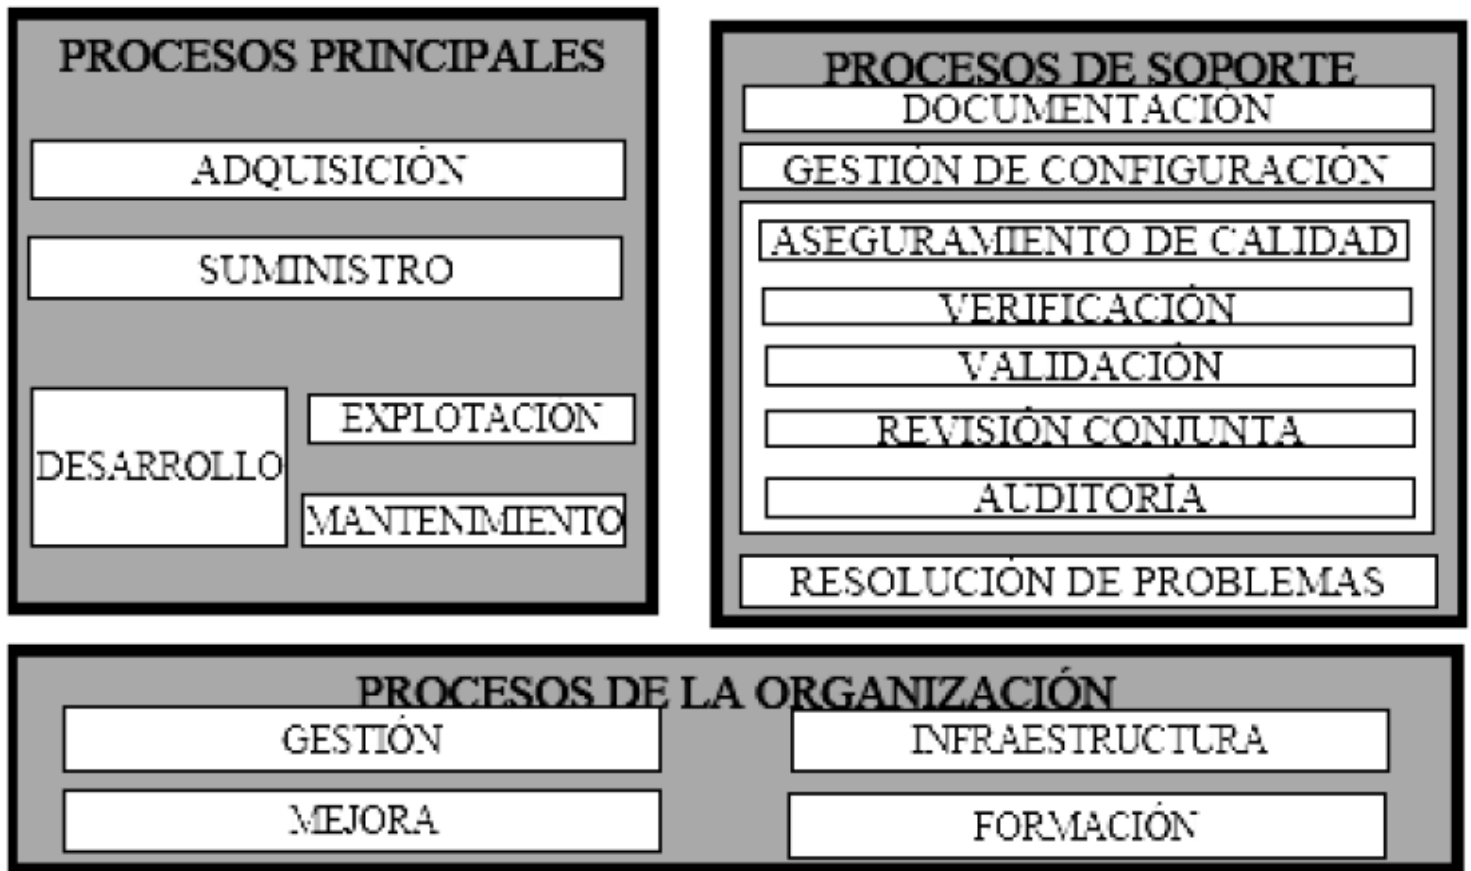 PROCESOS PRINCIPALES
ADQUISICIÓN
SUMINISTRO
DESARROLLO
EXPLOTACION
MANTENIMIENTO
PROCESOS DE SOPORTE
DOCUMENTACIÓN
GESTIÓN DE CONFIGURACIÓN
ASEGURAMIENTO DE CALIDAD
VERIFICACIÓN
VALIDACIÓN
REVISIÓN CONJUNTA
AUDITORÍA
RESOLUCIÓN DE PROBLEMAS
PROCESOS DE LA ORGANIZACIÓN
GESTIÓN
INFRAESTRUCTURA
MEJORA
FORMACIÓN